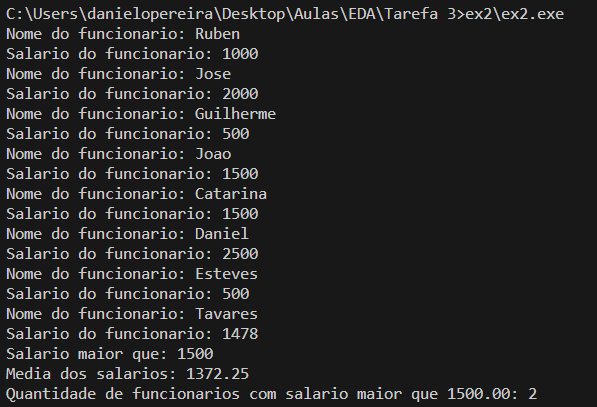 C:\Users\danielopereira\Desktop\Aulas\EDA\Tarefa 3>ex2\ex2.exe
Nome do funcionario: Ruben
Salario do funcionario: 1000
Nome do funcionario: Jose
Salario do funcionario: 2000
Nome do funcionario: Guilherme
Salario do funcionario: 500
Nome do funcionario: Joao
Salario do funcionario: 1500
Nome do funcionario: Catarina
Salario do funcionario: 1500
Nome do funcionario: Daniel
Salario do funcionario: 2500
Nome do funcionario: Esteves
Salario do funcionario: 500
Nome do funcionario: Tavares
Salario do funcionario: 1478
Salario maior que: 1500
Media dos salarios: 1372.25
Quantidade de funcionarios com salario maior que 1500.00: 2